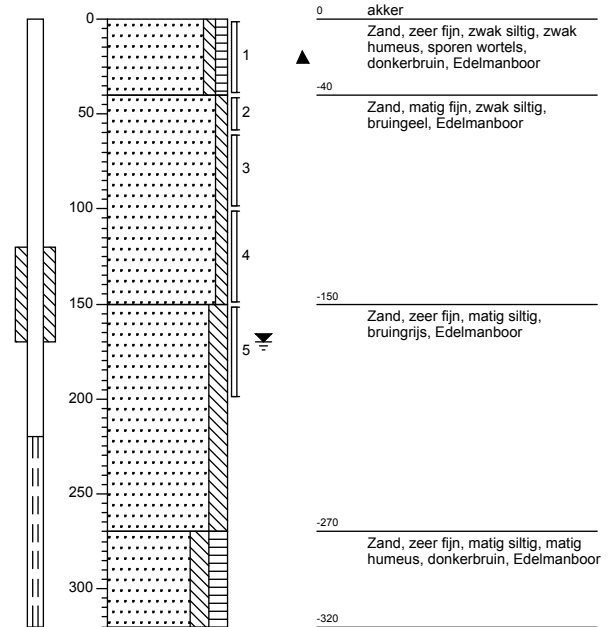 0
50
100
150
200
250
300
1
2
3
4
5
0
akker
Zand, zeer fijn, zwak siltig, zwak
humeus, sporen wortels,
donkerbruin, Edelmanboor
-40
Zand, matig fijn, zwak siltig,
bruingeel, Edelmanboor
-150
Zand, zeer fijn, matig siltig,
bruingrijs, Edelmanboor
-270
Zand, zeer fijn, matig siltig, matig
humeus, donkerbruin, Edelmanboor
-320